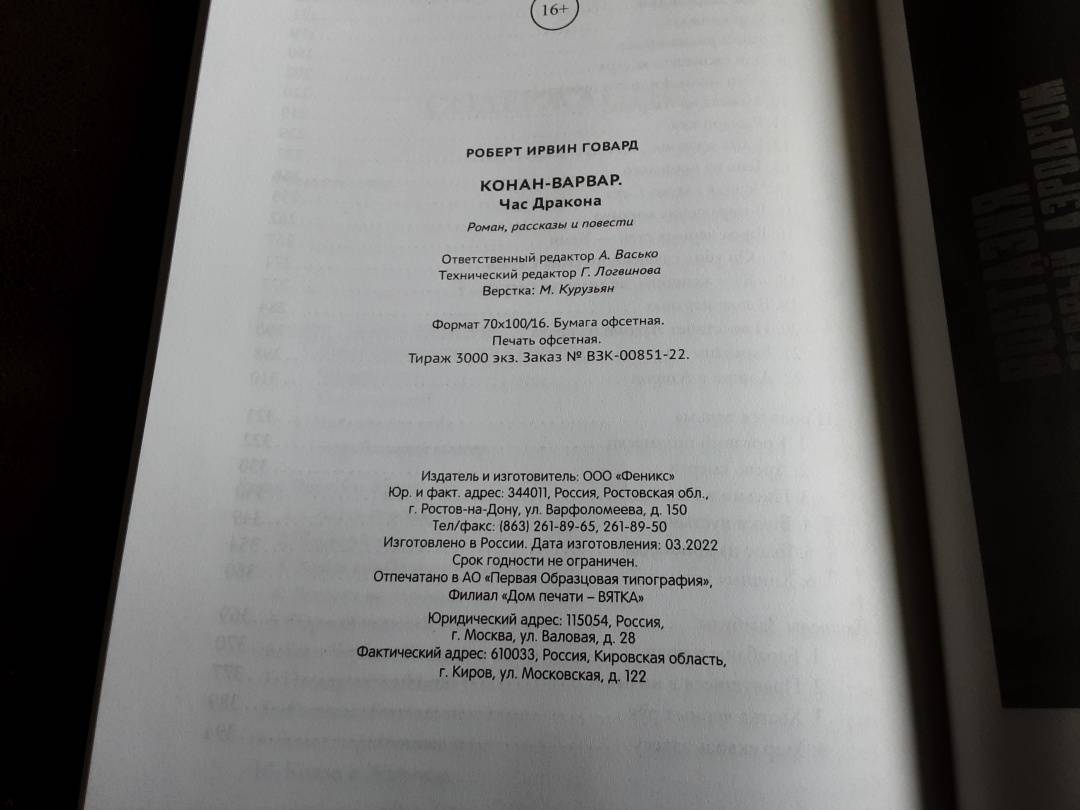 16+
РОБЕРТ ИРВИН ГОВАРД
КОНАН-ВАРВАР.
Час Дракона
Роман, рассказы и повести
Ответственный редактор А. Васько
Технический редактор Г. Логвинова
Верстка: М. Курузьян
Формат 70х100/16. Бумага офсетная.
Печать офсетная.
Тираж 3000 экз. Заказ № ВЗК-00851-22.
Издатель и изготовитель: ООО «Феникс»
Юр. и факт. адрес: 344011, Россия, Ростовская обл.,
г. Ростов-на-Дону, ул. Варфоломеева, д. 150
Тел/факс: (863) 261-89-65, 261-89-50
Изготовлено в России. Дата изготовления: 03.2022
Срок годности не ограничен.
Отпечатано в АО «Первая Образцовая типография»,
Филиал «Дом печати – ВЯТКА»
Юридический адрес: 115054, Россия,
г. Москва, ул. Валовая, д. 28
Фактический адрес: 610033, Россия, Кировская область,
г. Киров, ул. Московская, д. 122